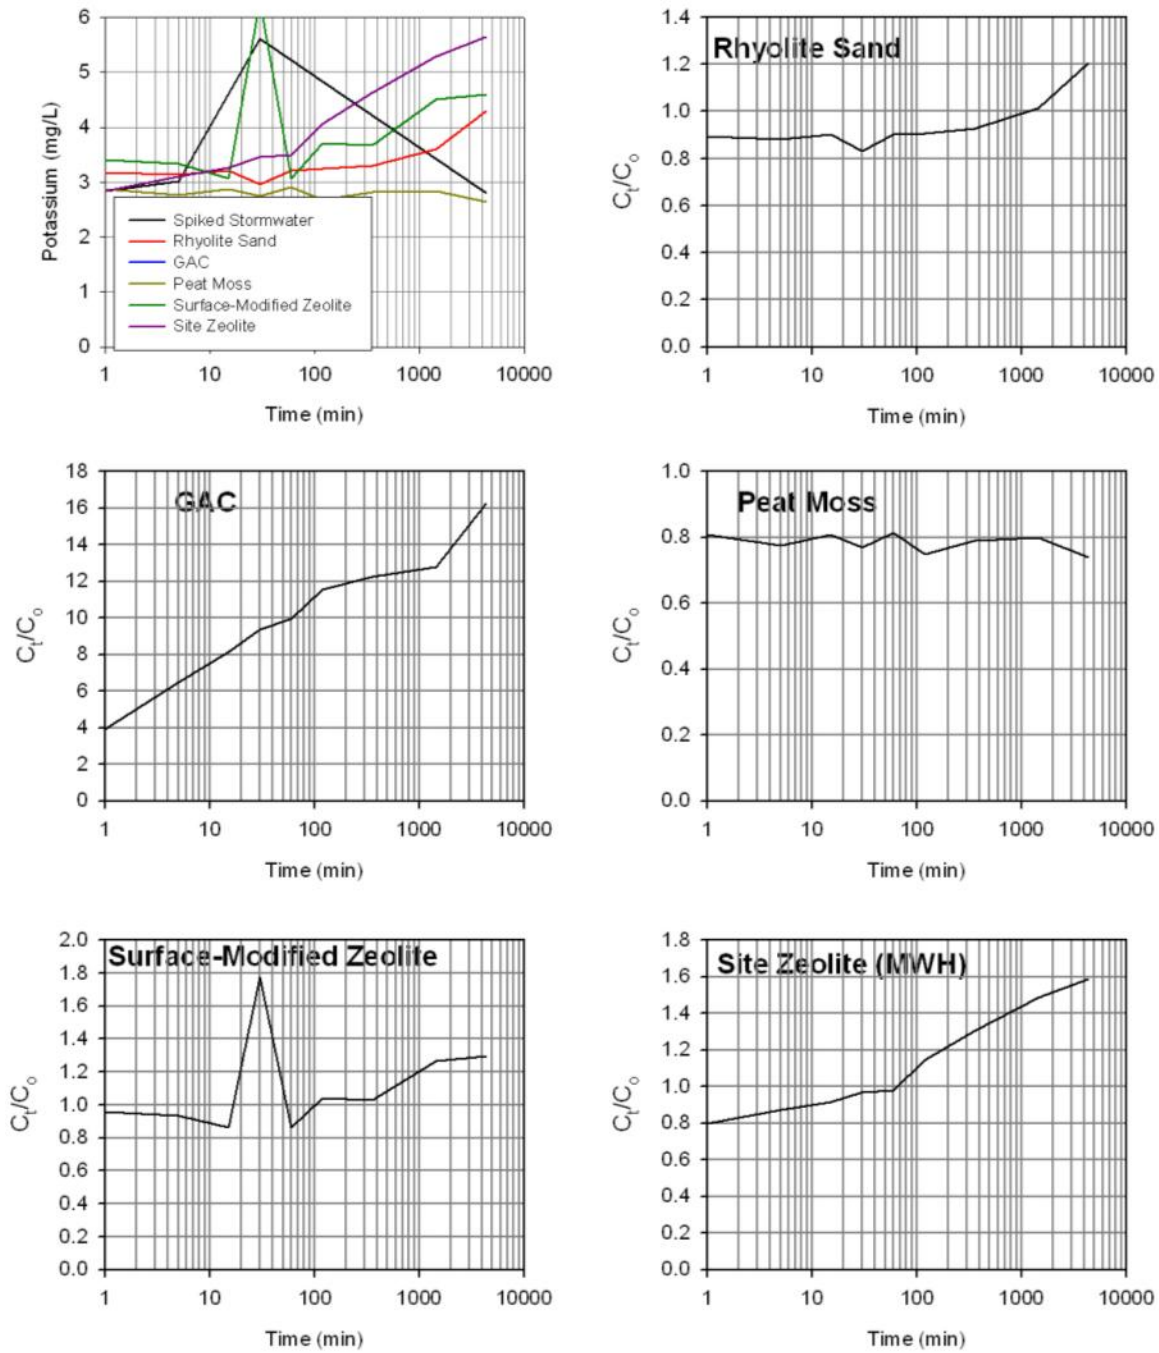 6
5
4
3
2
1
0
Potassium (mg/L)
Spiked Stormwater
Rhyolite Sand
GAC
Peat Moss
Surface-Modified Zeolite
Site Zeolite
1 10 100 1000 10000
Time (min)
Rhyolite Sand
1.4
1.2
1.0
0.8
0.6
0.4
0.2
0.0
Ct/Co
1 10 100 1000 10000
Time (min)
GAC
18
16
14
12
10
8
6
4
2
0
Ct/Co
1 10 100 1000 10000
Time (min)
Peat Moss
1.0
0.8
0.6
0.4
0.2
0.0
Ct/Co
1 10 100 1000 10000
Time (min)
Surface-Modified Zeolite
2.0
1.8
1.6
1.4
1.2
1.0
0.8
0.6
0.4
0.2
0.0
Ct/Co
1 10 100 1000 10000
Time (min)
Site Zeolite (MWH)
1.8
1.6
1.4
1.2
1.0
0.8
0.6
0.4
0.2
0.0
Ct/Co
1 10 100 1000 10000
Time (min)